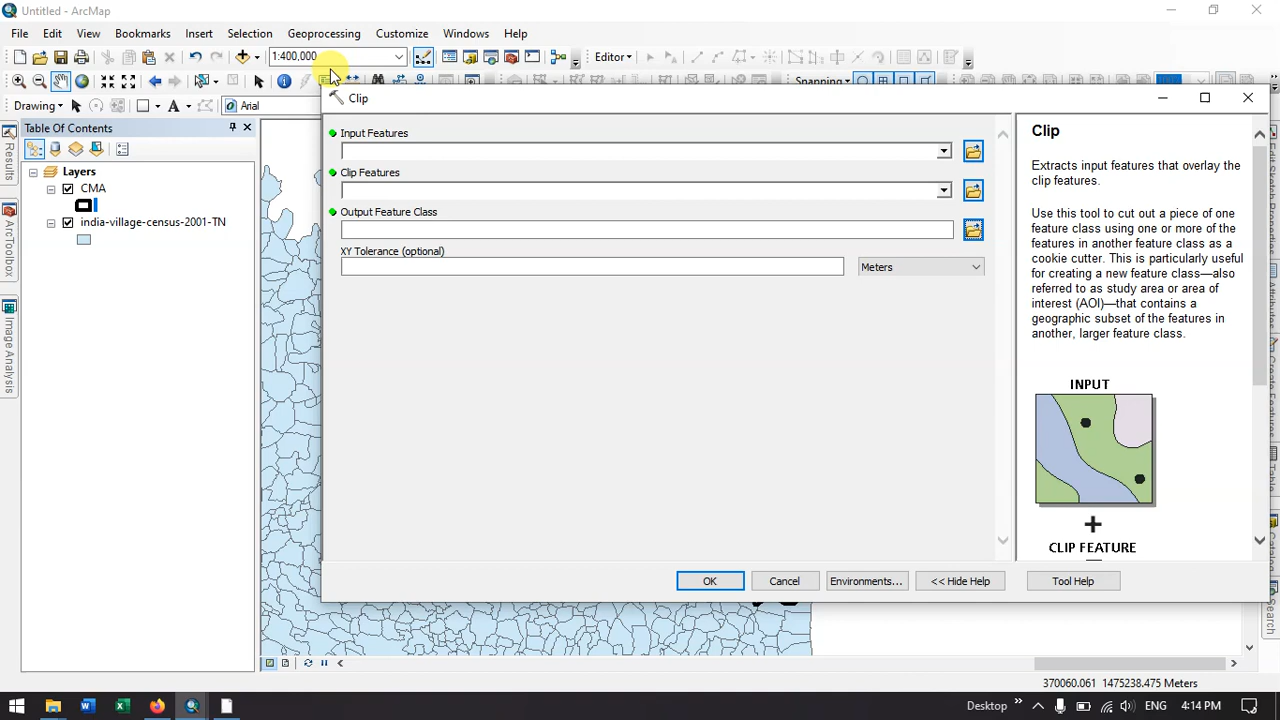 Untitled - ArcMap
File Edit View Bookmarks Insert Selection Geoprocessing Customize Windows Help
1:400,000 Editor
Spanning
Drawing A Arial
Clip
Table Of Contents
Layers
CMA
india-village-census-2001-TN
Results
ArcToolbox
Image Analysis
Input Features
Clip Features
Output Feature Class
XY Tolerance (optional)
Meters
OK Cancel Environments... << Hide Help Tool Help
Clip
Extracts input features that overlay the
clip features.
Use this tool to cut out a piece of one
feature class using one or more of the
features in another feature class as a
cookie cutter. This is particularly useful
for creating a new feature class—also
referred to as study area or area of
interest (AOI)—that contains a
geographic subset of the features in
another, larger feature class.
INPUT
CLIP FEATURE
370060.061 1475238.475 Meters
Desktop » ENG 4:14 PM